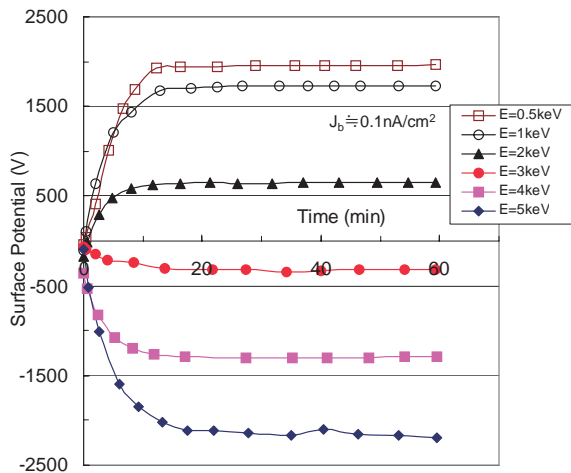 2500
1500
500
-500
-1500
-2500
Surface Potential (V)
J_b≒0.1nA/cm²
Time (min)
0
20
40
60
E=0.5keV
E=1keV
E=2keV
E=3keV
E=4keV
E=5keV